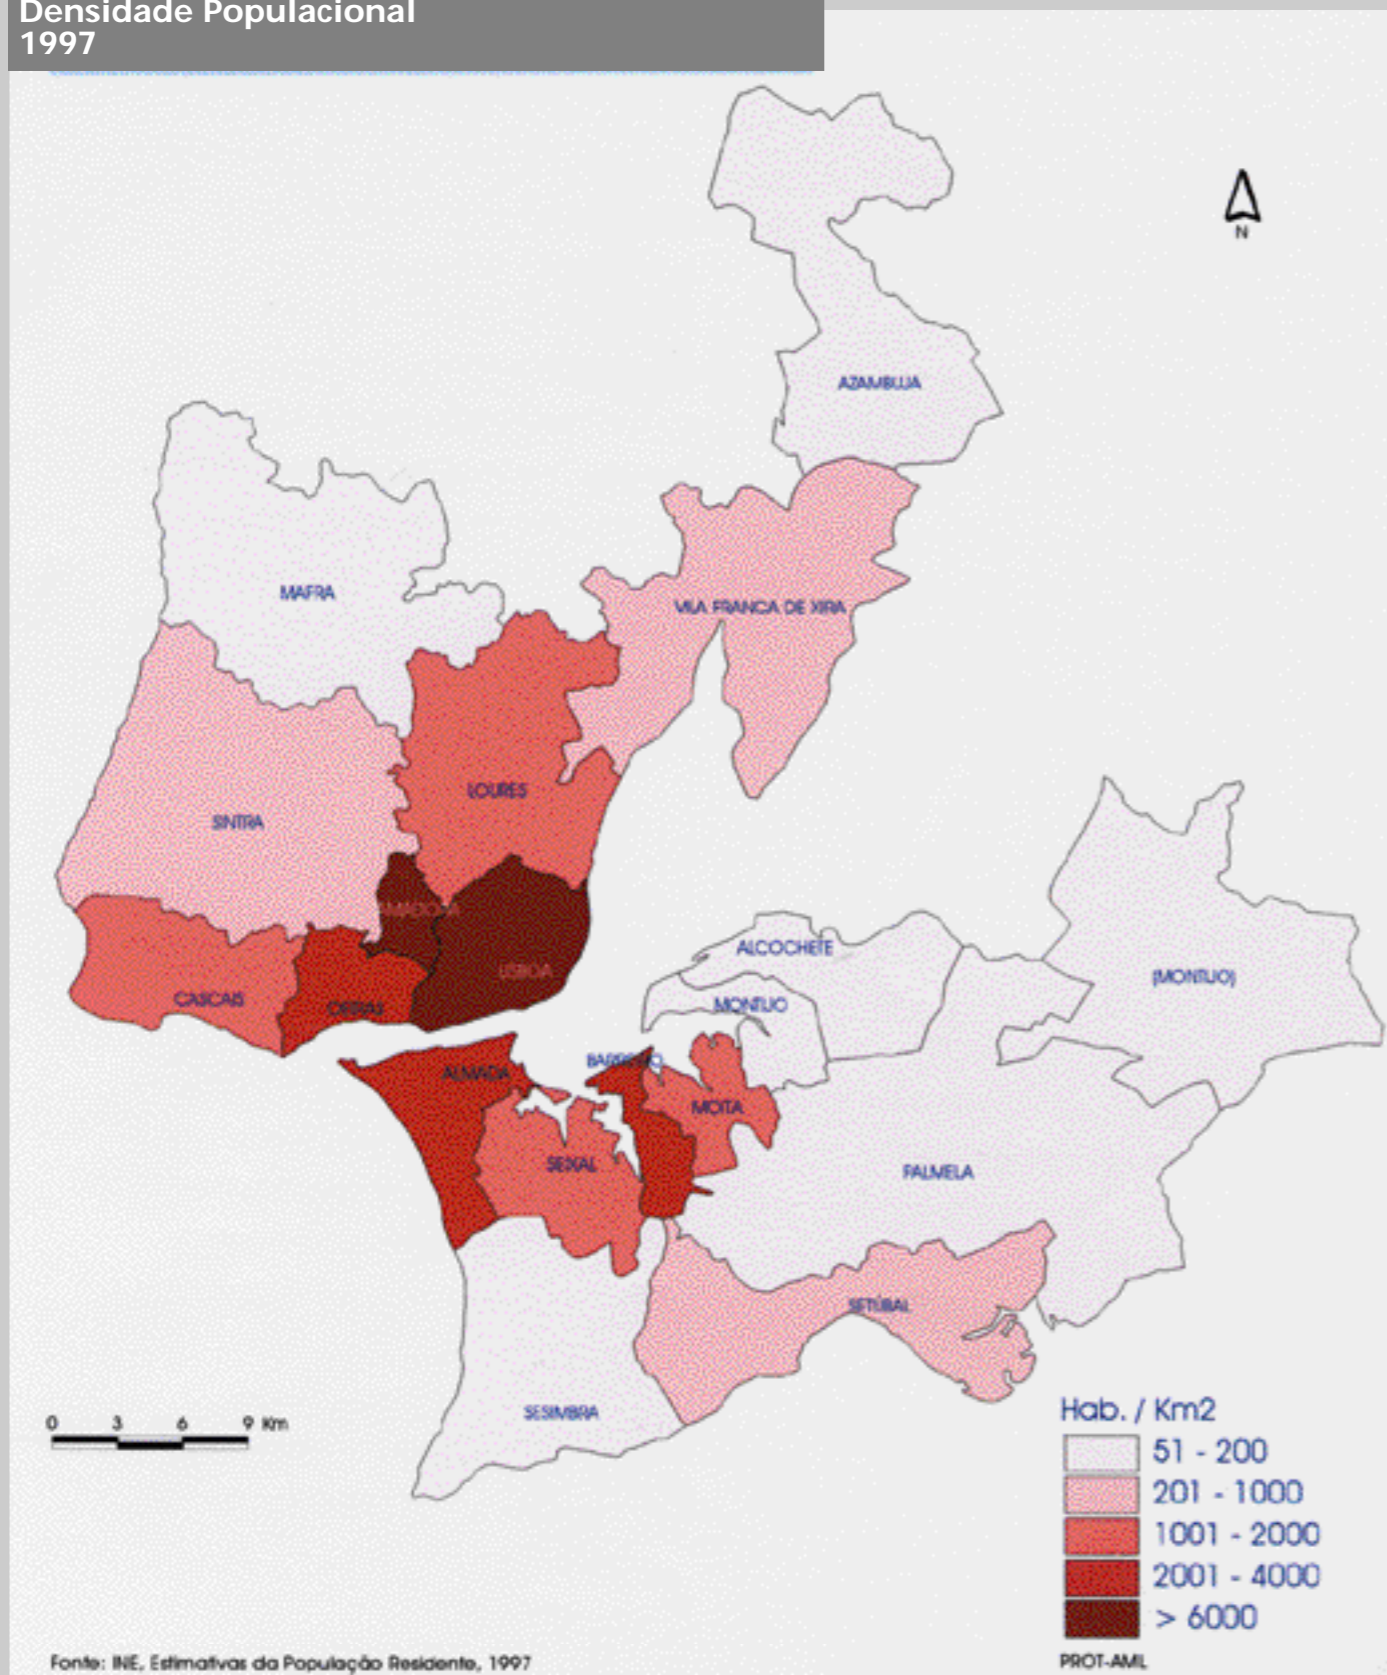 Densidade Populacional
1997
N
AZAMBUJA
MAFRA
VILA FRANCA DE XIRA
LOURES
SINTRA
AMADORA
LISBOA
ALCOCHETE
(MONTIJO)
MONTIJO
CASCAIS
OEIRAS
BARREIRO
ALMADA
MOITA
SEIXAL
PALMELA
SETÚBAL
SESIMBRA
0 3 6 9 Km
Hab. / Km2
51 - 200
201 - 1000
1001 - 2000
2001 - 4000
> 6000
Fonte: INE, Estimativas da População Residente, 1997
PROT-AML